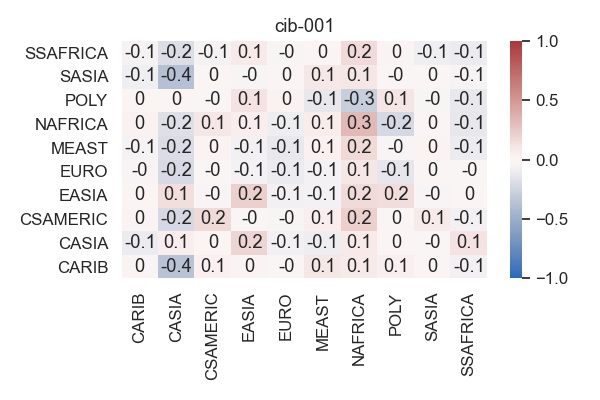 cib-001
SSAFRICA -0.1 -0.2 -0.1 0.1 -0 0 0.2 0 -0.1 -0.1
SASIA -0.1 -0.4 0 -0 0 0.1 0.1 -0 0 -0.1
POLY 0 0 -0 0.1 0 -0.1 -0.3 0.1 -0 -0.1
NAFRICA 0 -0.2 0.1 0.1 -0.1 0.1 0.3 -0.2 0 -0.1
MEAST -0.1 -0.2 0 -0.1 -0.1 0.1 0.2 -0 0 -0.1
EURO -0 -0.2 -0 -0.1 -0.1 -0.1 0.1 -0.1 0 -0
EASIA 0 0.1 -0 0.2 -0.1 -0.1 0.2 0.2 -0 0
CSAMERIC 0 -0.2 0.2 -0 -0 0.1 0.2 0 0.1 -0.1
CASIA -0.1 0.1 0 0.2 -0.1 -0.1 0.1 0 -0 0.1
CARIB 0 -0.4 0.1 0 -0 0.1 0.1 0.1 0 -0.1
CARIB CASIA CSAMERIC EASIA EURO MEAST NAFRICA POLY SASIA SSAFRICA
1.0
0.5
0.0
−0.5
−1.0